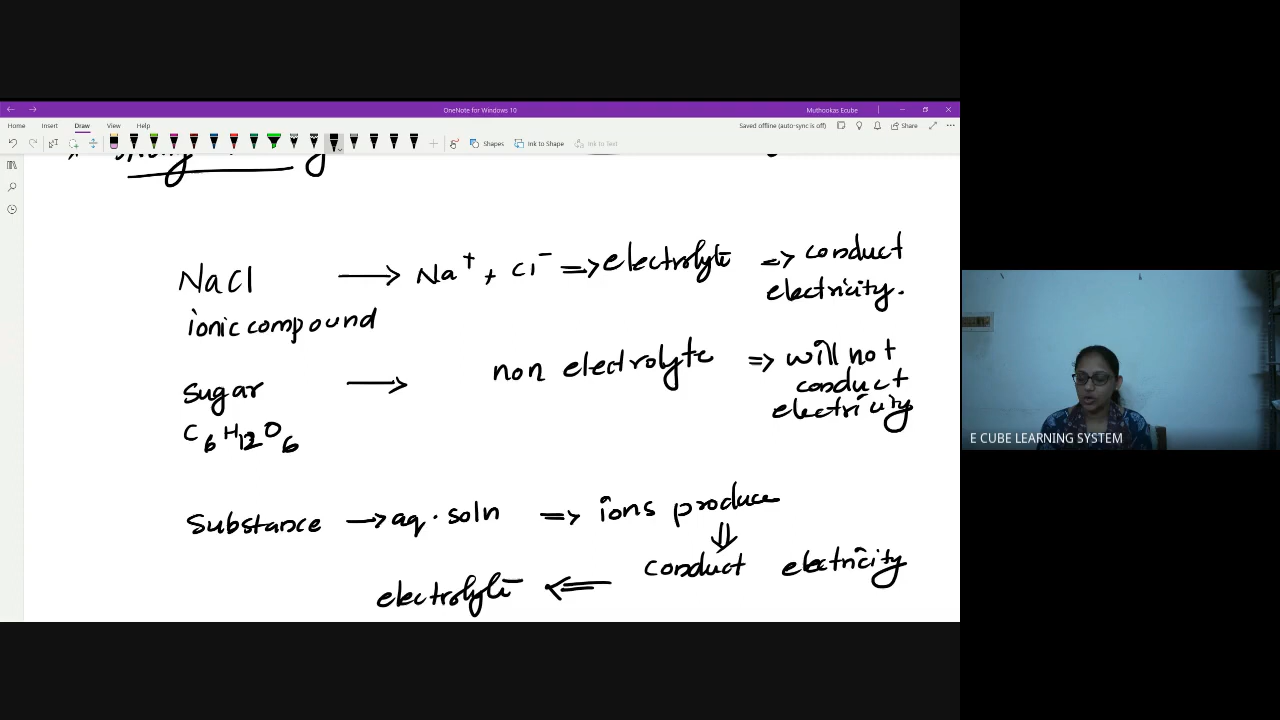 OneNote for Windows 10
Muthookas Ecube
Home Insert Draw View Help
Saved offline (auto-sync is off) Share
Shapes Ink to Shape Ink to Text
NaCl → Na⁺ + Cl⁻ ⇒ electrolyte ⇒ conduct
electricity.
ionic compound
non electrolyte ⇒ will not
conduct
electricity
Sugar →
C₆H₁₂O₆
Substance → aq. soln ⇒ ions produce
⇓
conduct electricity
electrolyte ⇐
E CUBE LEARNING SYSTEM